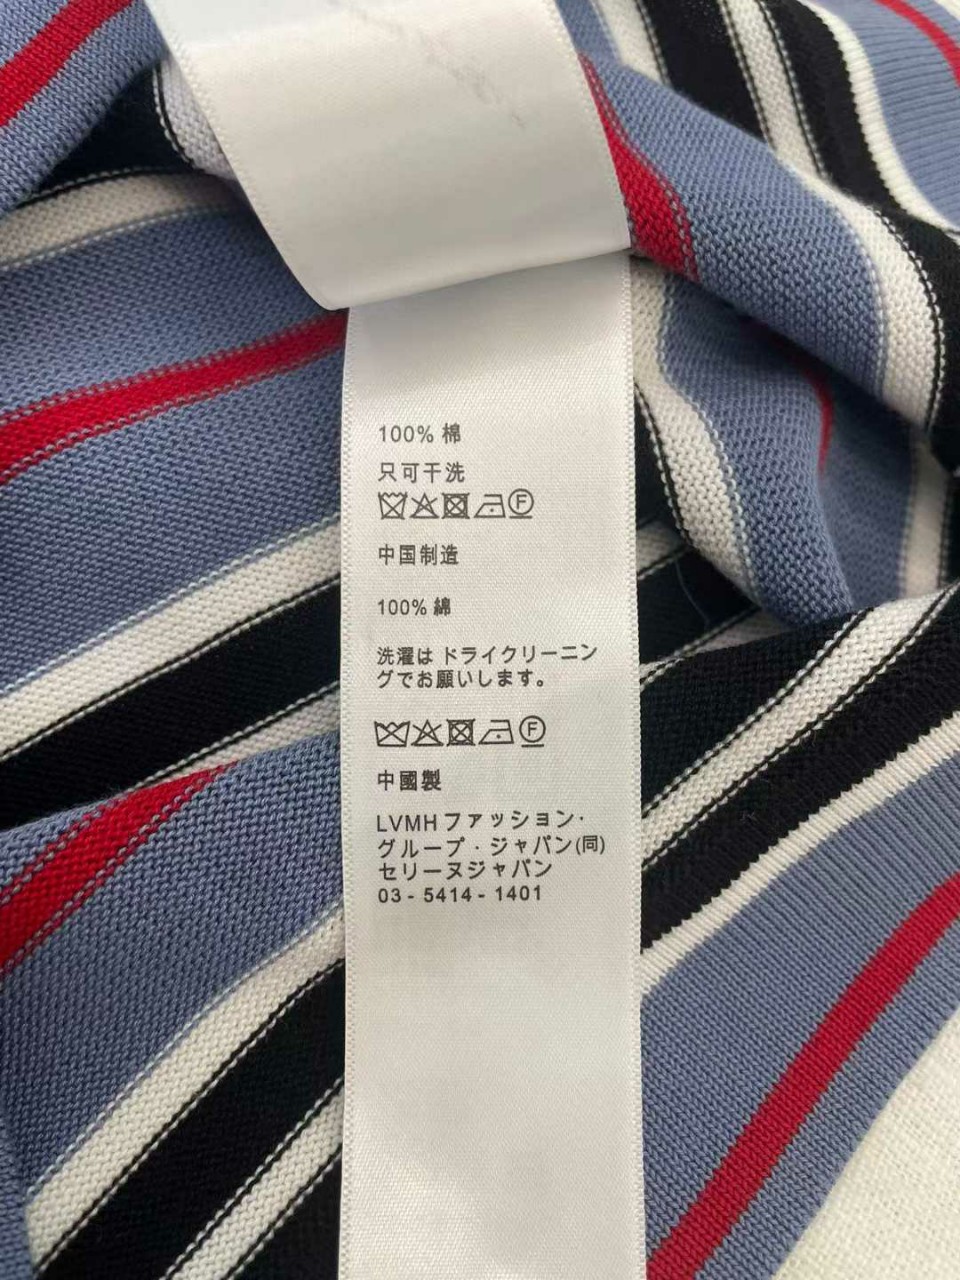 100% 棉
只可干洗
F
中国制造
100% 綿
洗濯は ドライクリーニン
グでお願いします。
F
中國製
LVMHファッション・
グループ・ジャパン(同)
セリーヌジャパン
03 - 5414 - 1401